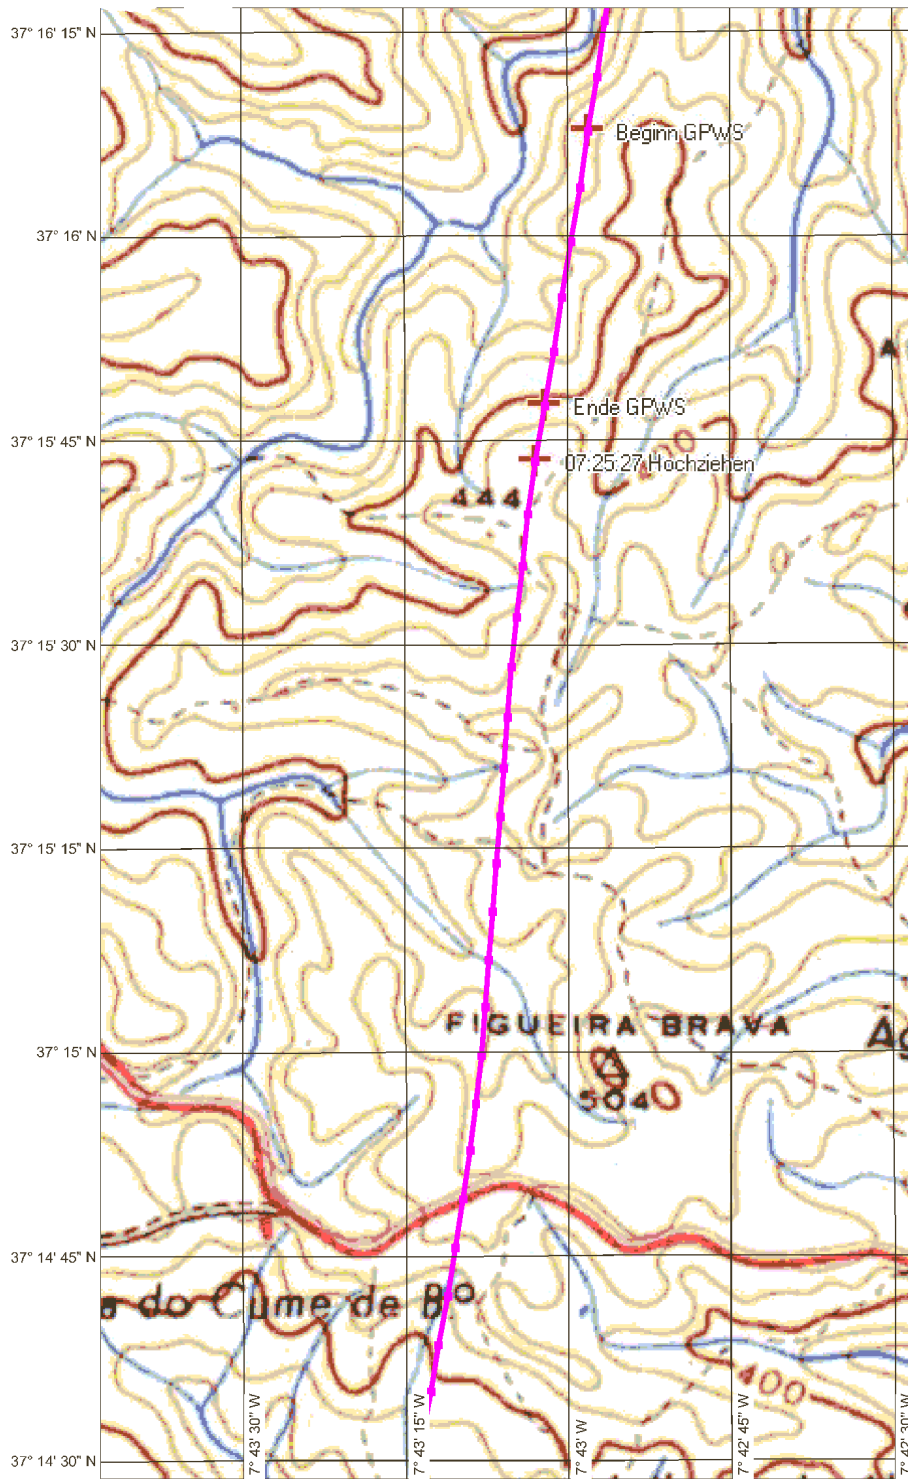 37° 16' 15" N
Beginn GPWS
37° 16' N
A
Ende GPWS
37° 15' 45" N
07:25:27 Hochziehen
444
37° 15' 30" N
37° 15' 15" N
FIGUEIRA BRAVA
37° 15' N
Ág
504
37° 14' 45" N
do Cume de Bº
400
37° 14' 30" N
7° 43' 30" W
7° 43' 15" W
7° 43' W
7° 42' 45" W
7° 42' 30" W